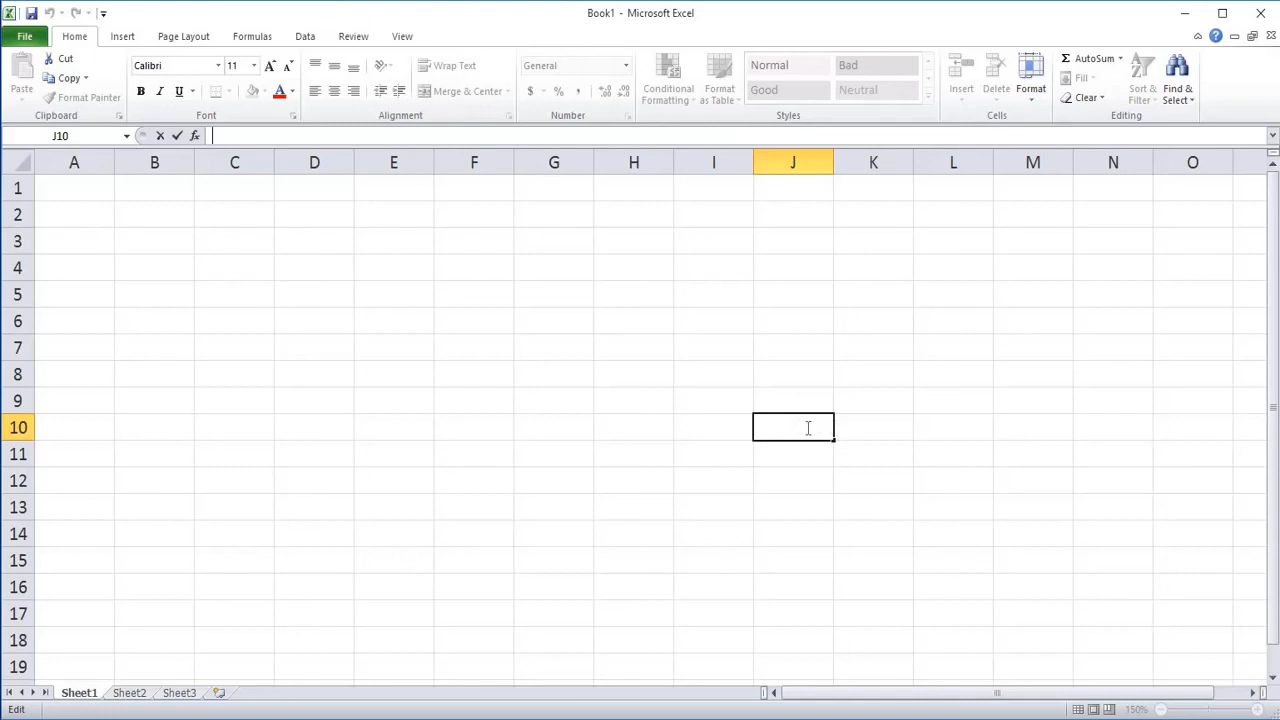 Book1 - Microsoft Excel
File Home Insert Page Layout Formulas Data Review View
Paste
Cut
Copy
Format Painter
Clipboard
Calibri 11
B I U A
Font
Wrap Text
Merge & Center
Alignment
General
$ % ,
Number
Conditional Formatting
Format as Table
Normal Bad
Good Neutral
Styles
Insert Delete Format
Cells
Σ AutoSum
Fill
Clear
Sort & Filter
Find & Select
Editing
J10 fx
A B C D E F G H I J K L M N O
1
2
3
4
5
6
7
8
9
10
11
12
13
14
15
16
17
18
19
Sheet1 Sheet2 Sheet3
Edit 150%